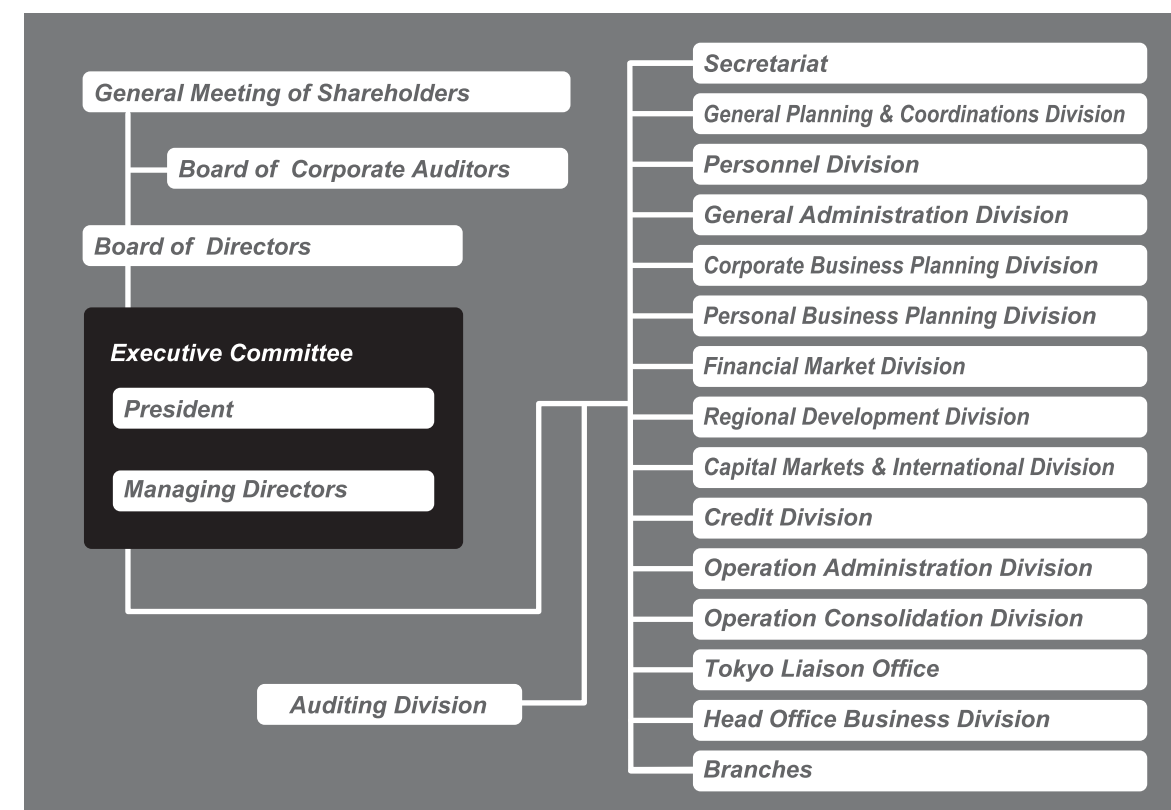 General Meeting of Shareholders
Board of Corporate Auditors
Board of Directors
Executive Committee
President
Managing Directors
Auditing Division
Secretariat
General Planning & Coordinations Division
Personnel Division
General Administration Division
Corporate Business Planning Division
Personal Business Planning Division
Financial Market Division
Regional Development Division
Capital Markets & International Division
Credit Division
Operation Administration Division
Operation Consolidation Division
Tokyo Liaison Office
Head Office Business Division
Branches